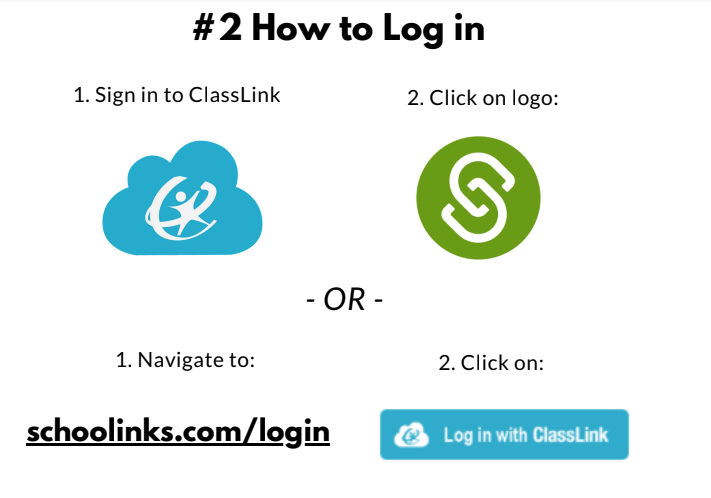 #2 How to Log in
1. Sign in to ClassLink
2. Click on logo:
- OR -
1. Navigate to:
2. Click on:
schoolinks.com/login
Log in with ClassLink